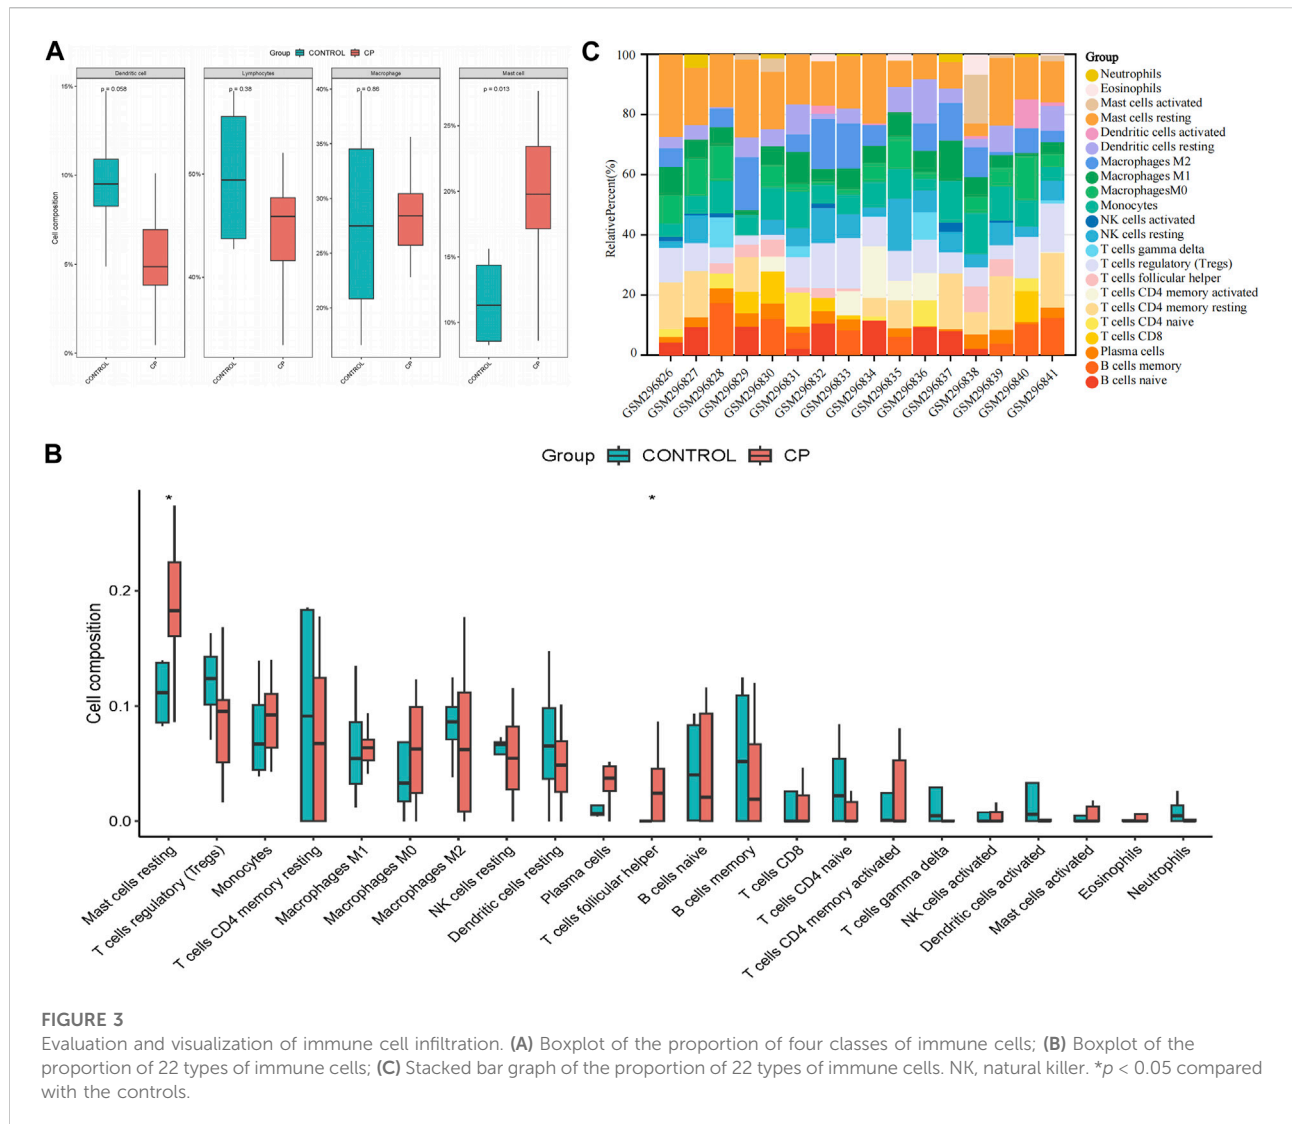 A
Group CONTROL CP
Dendritic cell
Lymphocytes
Macrophage
Mast cell
p = 0.058
p = 0.38
p = 0.86
p = 0.013
Cell composition
15%
10%
5%
0%
50%
40%
40%
35%
30%
25%
20%
25%
20%
15%
10%
CONTROL
CP
CONTROL
CP
CONTROL
CP
CONTROL
CP
C
RelativePercent(%)
100
80
60
40
20
0
GSM296826
GSM296827
GSM296828
GSM296829
GSM296830
GSM296831
GSM296832
GSM296833
GSM296834
GSM296835
GSM296836
GSM296837
GSM296838
GSM296839
GSM296840
GSM296841
Group
Neutrophils
Eosinophils
Mast cells activated
Mast cells resting
Dendritic cells activated
Dendritic cells resting
Macrophages M2
Macrophages M1
MacrophagesM0
Monocytes
NK cells activated
NK cells resting
T cells gamma delta
T cells regulatory (Tregs)
T cells follicular helper
T cells CD4 memory activated
T cells CD4 memory resting
T cells CD4 naive
T cells CD8
Plasma cells
B cells memory
B cells naive
B
Group CONTROL CP
*
*
Cell composition
0.2
0.1
0.0
Mast cells resting
T cells regulatory (Tregs)
Monocytes
T cells CD4 memory resting
Macrophages M1
Macrophages M0
Macrophages M2
NK cells resting
Dendritic cells resting
Plasma cells
T cells follicular helper
B cells naive
B cells memory
T cells CD8
T cells CD4 naive
T cells CD4 memory activated
T cells gamma delta
NK cells activated
Dendritic cells activated
Mast cells activated
Eosinophils
Neutrophils
FIGURE 3
Evaluation and visualization of immune cell infiltration. (A) Boxplot of the proportion of four classes of immune cells; (B) Boxplot of the
proportion of 22 types of immune cells; (C) Stacked bar graph of the proportion of 22 types of immune cells. NK, natural killer. *p < 0.05 compared
with the controls.